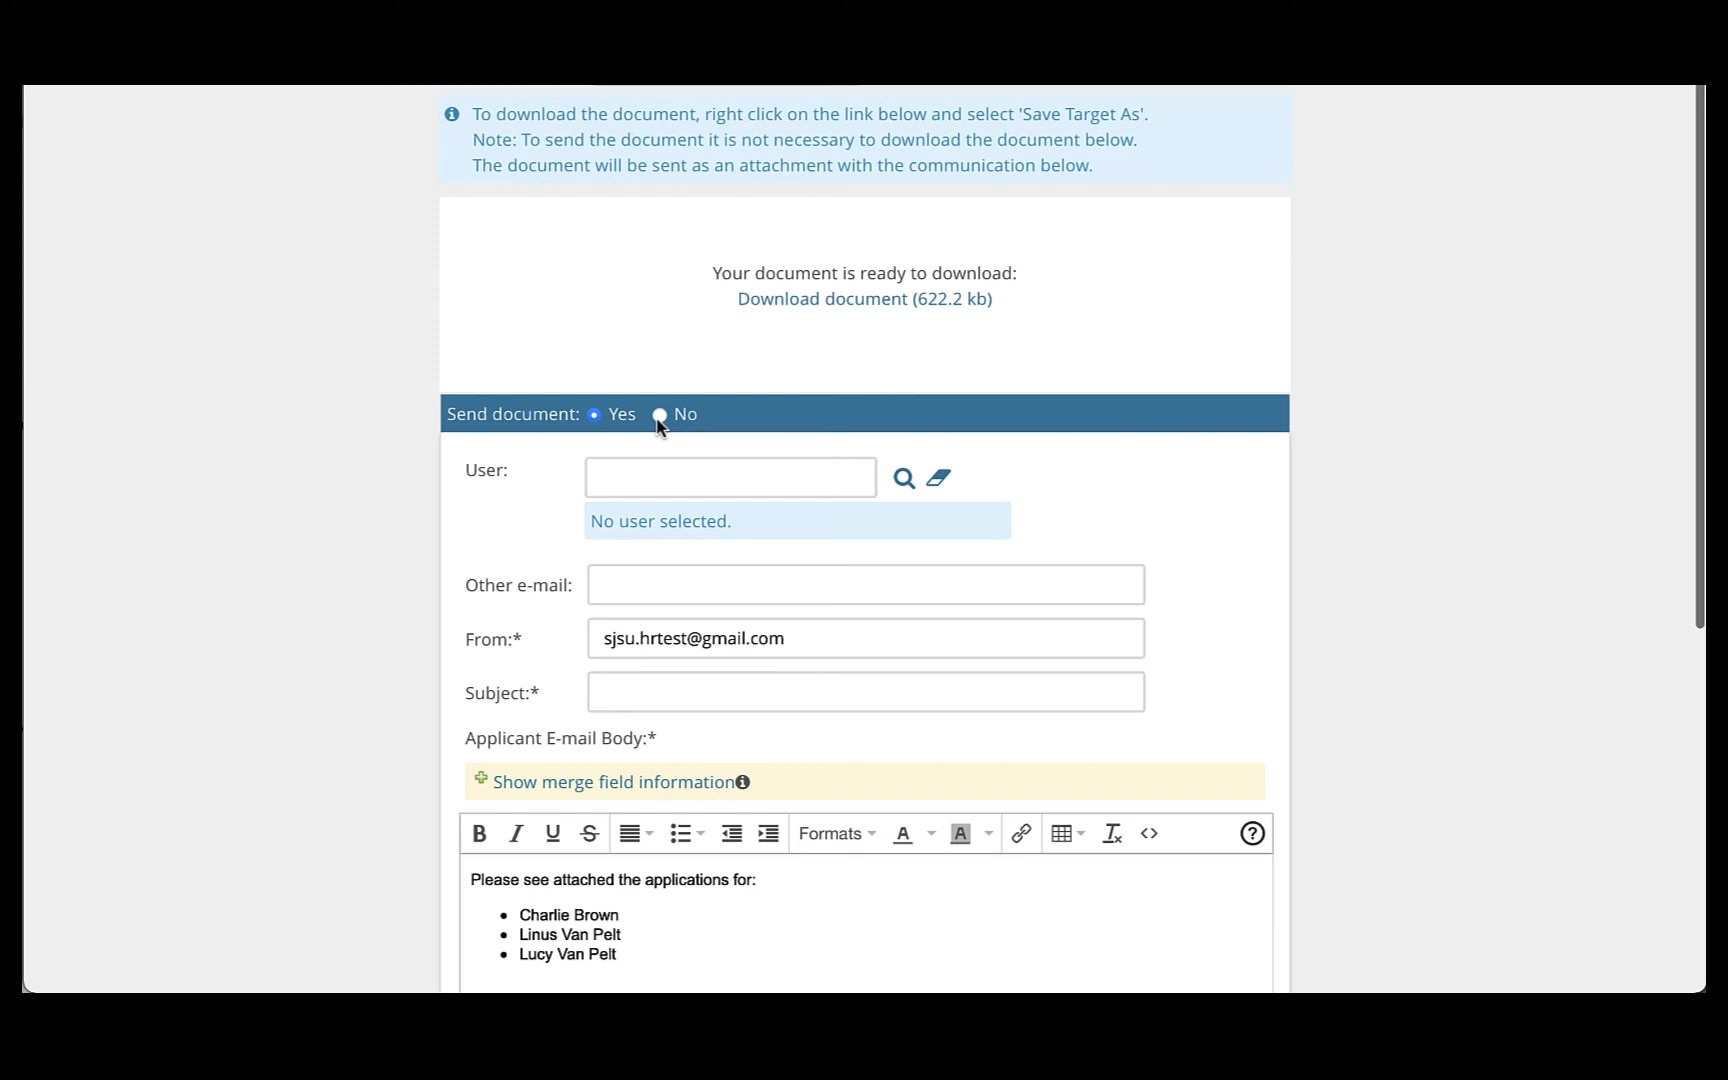 To download the document, right click on the link below and select 'Save Target As'.
Note: To send the document it is not necessary to download the document below.
The document will be sent as an attachment with the communication below.
Your document is ready to download:
Download document (622.2 kb)
Send document: Yes No
User:
No user selected.
Other e-mail:
From:* sjsu.hrtest@gmail.com
Subject:*
Applicant E-mail Body:*
Show merge field information
B I U S Formats A A
Please see attached the applications for:
• Charlie Brown
• Linus Van Pelt
• Lucy Van Pelt